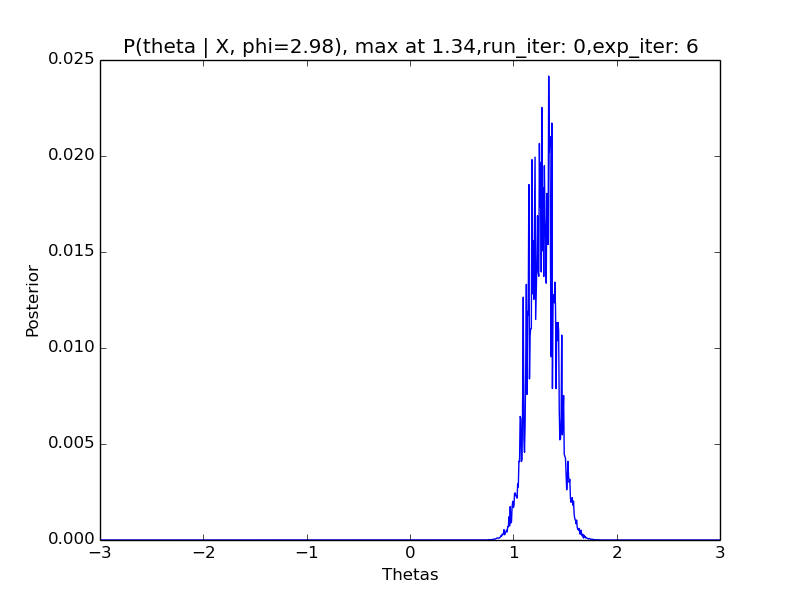 P(theta | X, phi=2.98), max at 1.34,run_iter: 0,exp_iter: 6
0.025
0.020
0.015
0.010
0.005
0.000
Posterior
−3 −2 −1 0 1 2 3
Thetas